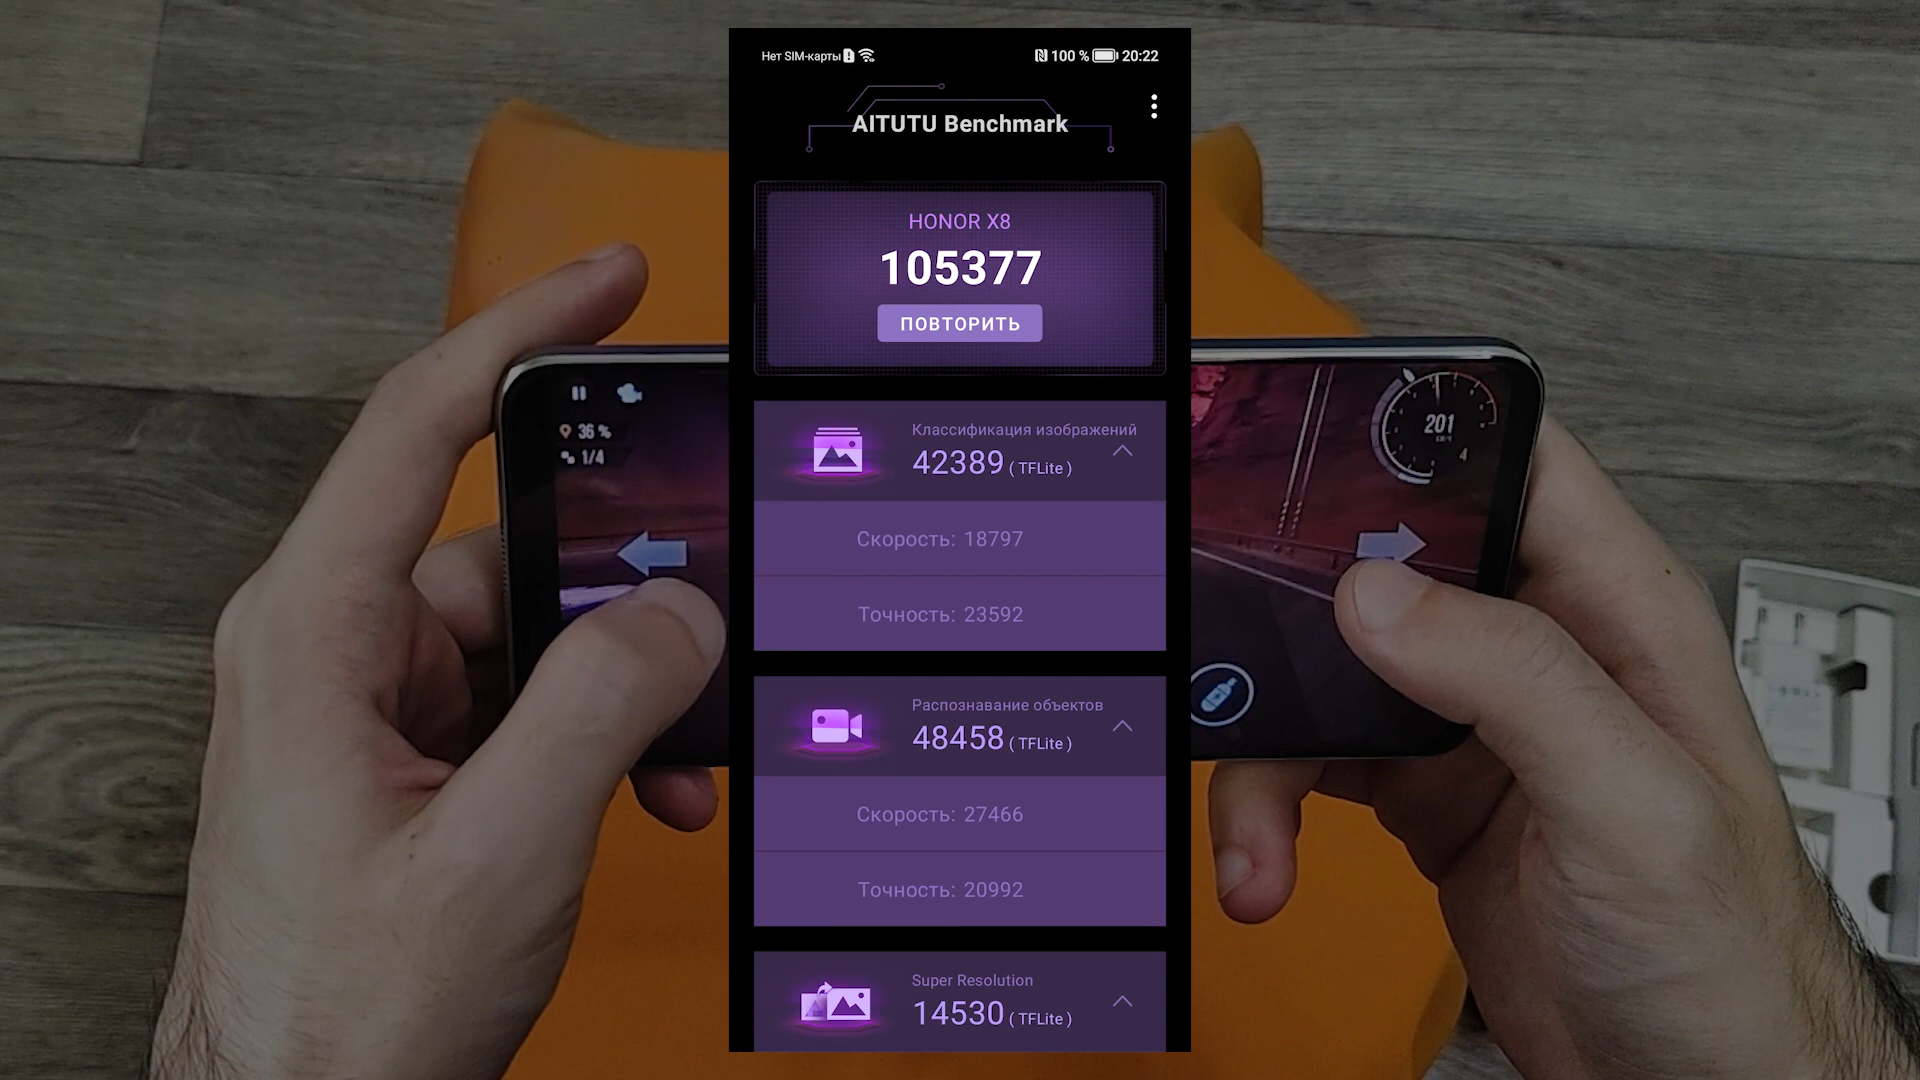 Нет SIM-карты
100 % 20:22
AITUTU Benchmark
HONOR X8
105377
ПОВТОРИТЬ
36 %
1/4
201
4
Классификация изображений
42389 ( TFLite )
Скорость: 18797
Точность: 23592
Распознавание объектов
48458 ( TFLite )
Скорость: 27466
Точность: 20992
Super Resolution
14530 ( TFLite )